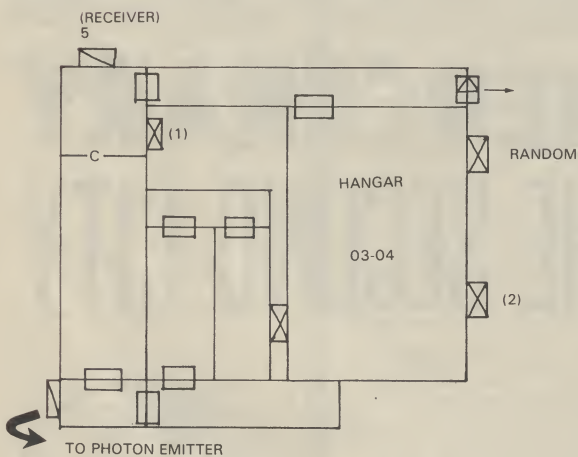 (RECEIVER)
5
(1)
C
RANDOM
HANGAR
03-04
(2)
TO PHOTON EMITTER